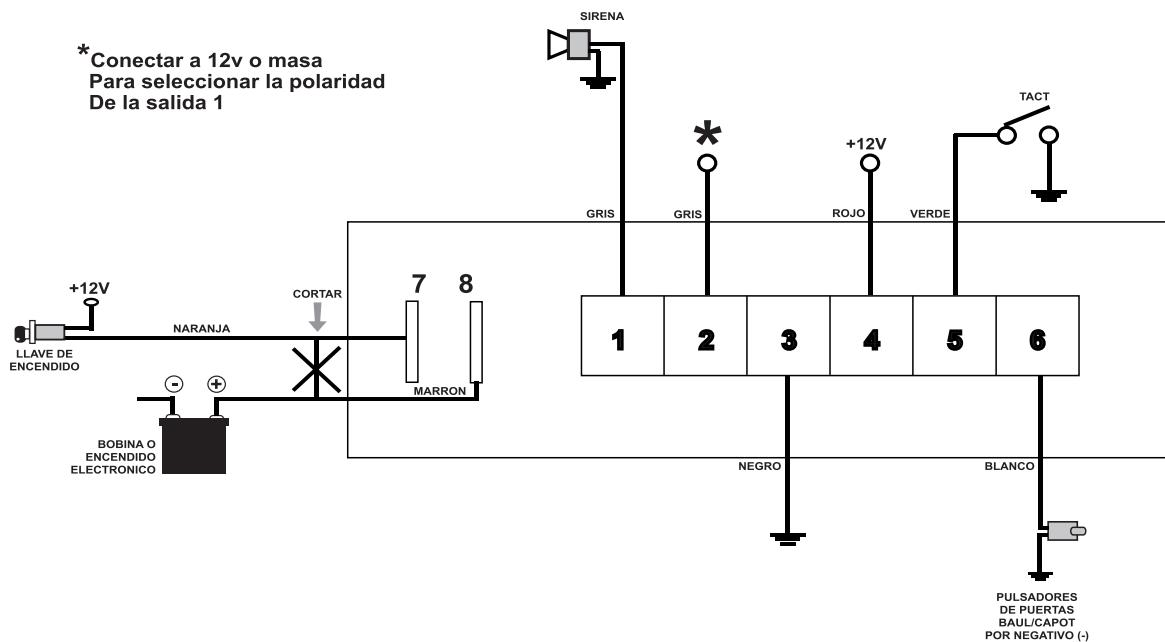 SIRENA
*Conectar a 12v o masa
Para seleccionar la polaridad
De la salida 1
TACT
*
+12V
GRIS
GRIS
ROJO
VERDE
+12V
CORTAR
7
8
NARANJA
LLAVE DE
ENCENDIDO
1
2
3
4
5
6
-
+
MARRON
BOBINA O
ENCENDIDO
ELECTRONICO
NEGRO
BLANCO
PULSADORES
DE PUERTAS
BAUL/CAPOT
POR NEGATIVO (-)